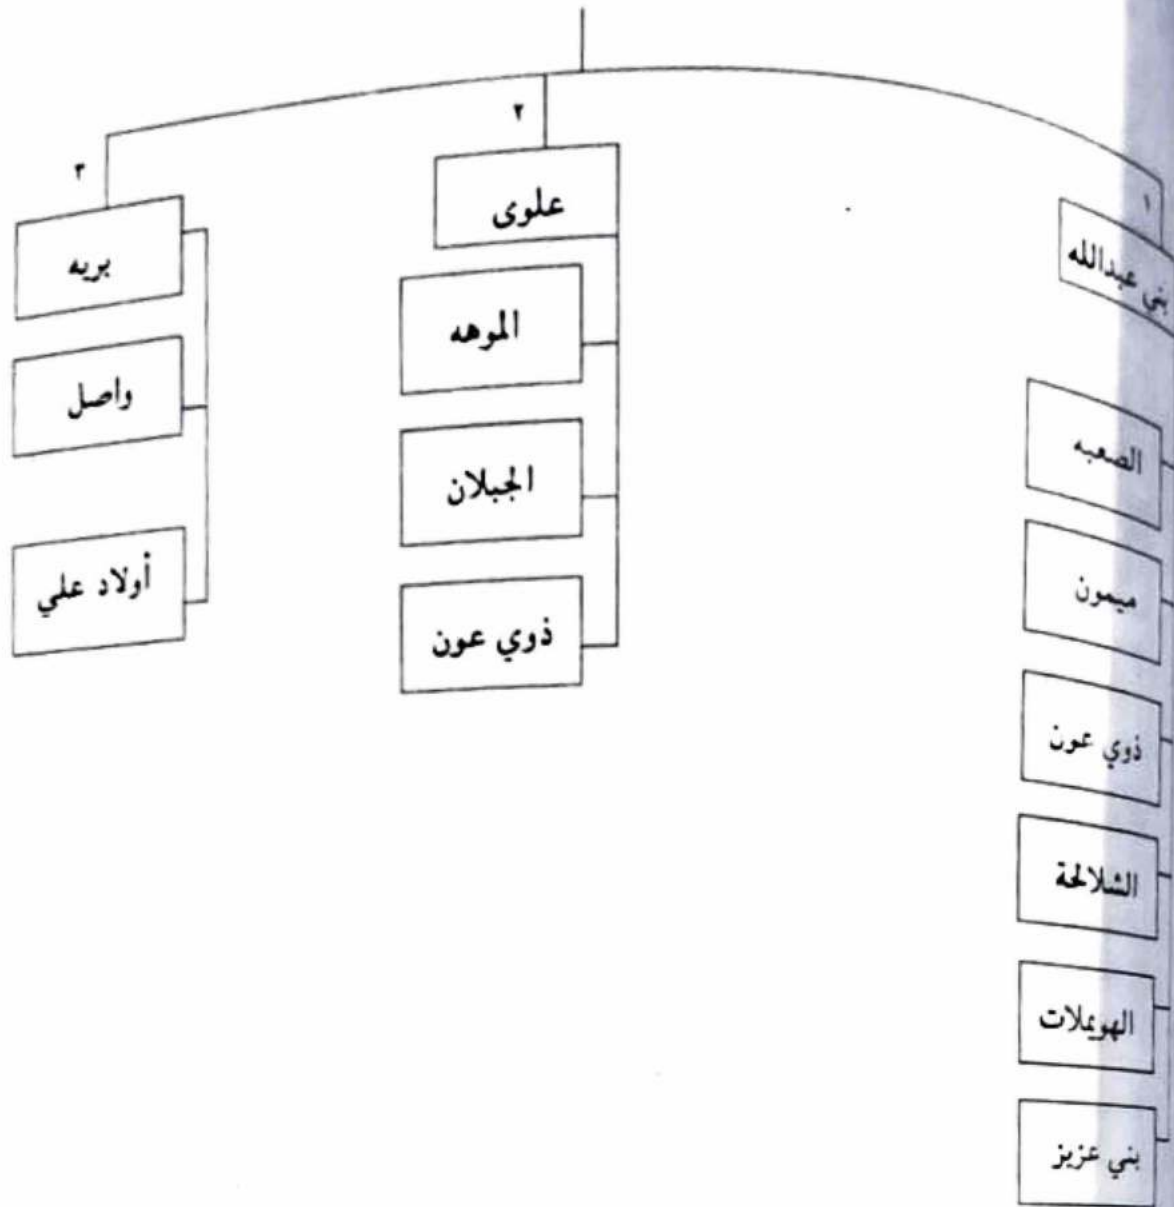 ١
بني عبدالله
الصعبه
ميمون
ذوي عون
الشلالحة
الهويملات
بني عزيز
٢
علوى
الموهه
الجبلان
ذوي عون
٣
بريه
واصل
أولاد علي